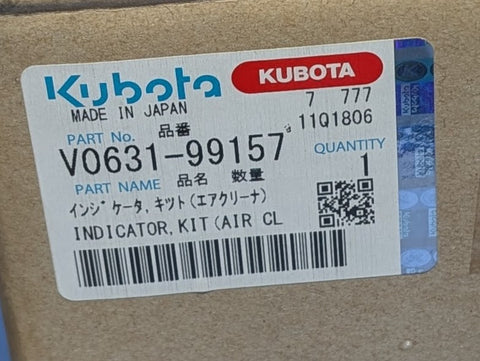 Kubota KUBOTA
MADE IN JAPAN 7 777
PART No. 品番 11Q1806
V0631-99157 QUANTITY
PART NAME 品名 数量 1
インジケータ,キツト(エアクリーナ)
INDICATOR,KIT(AIR CL